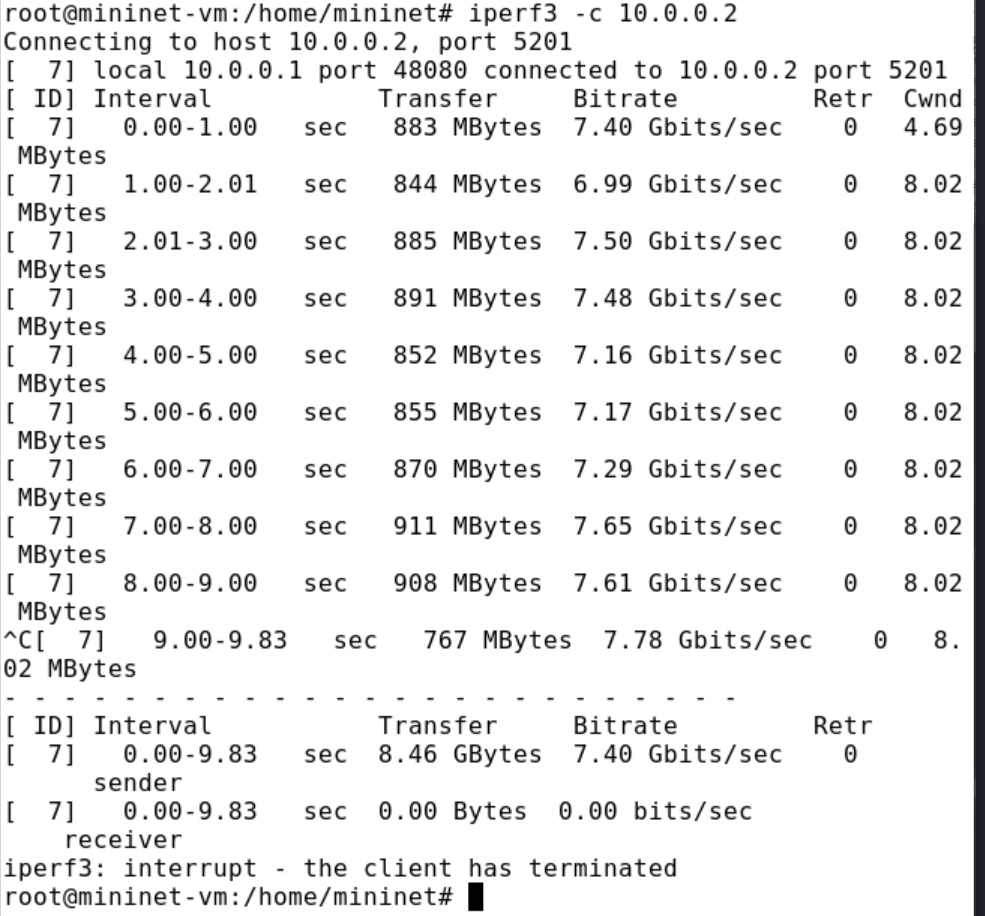 root@mininet-vm:/home/mininet# iperf3 -c 10.0.0.2
Connecting to host 10.0.0.2, port 5201
[  7] local 10.0.0.1 port 48080 connected to 10.0.0.2 port 5201
[ ID] Interval           Transfer     Bitrate         Retr  Cwnd
[  7]   0.00-1.00   sec   883 MBytes  7.40 Gbits/sec    0   4.69
 MBytes
[  7]   1.00-2.01   sec   844 MBytes  6.99 Gbits/sec    0   8.02
 MBytes
[  7]   2.01-3.00   sec   885 MBytes  7.50 Gbits/sec    0   8.02
 MBytes
[  7]   3.00-4.00   sec   891 MBytes  7.48 Gbits/sec    0   8.02
 MBytes
[  7]   4.00-5.00   sec   852 MBytes  7.16 Gbits/sec    0   8.02
 MBytes
[  7]   5.00-6.00   sec   855 MBytes  7.17 Gbits/sec    0   8.02
 MBytes
[  7]   6.00-7.00   sec   870 MBytes  7.29 Gbits/sec    0   8.02
 MBytes
[  7]   7.00-8.00   sec   911 MBytes  7.65 Gbits/sec    0   8.02
 MBytes
[  7]   8.00-9.00   sec   908 MBytes  7.61 Gbits/sec    0   8.02
 MBytes
^C[  7]   9.00-9.83   sec   767 MBytes  7.78 Gbits/sec    0   8.
02 MBytes
- - - - - - - - - - - - - - - - - - - - - - - - -
[ ID] Interval           Transfer     Bitrate         Retr
[  7]   0.00-9.83   sec  8.46 GBytes  7.40 Gbits/sec    0
      sender
[  7]   0.00-9.83   sec  0.00 Bytes  0.00 bits/sec
    receiver
iperf3: interrupt - the client has terminated
root@mininet-vm:/home/mininet#